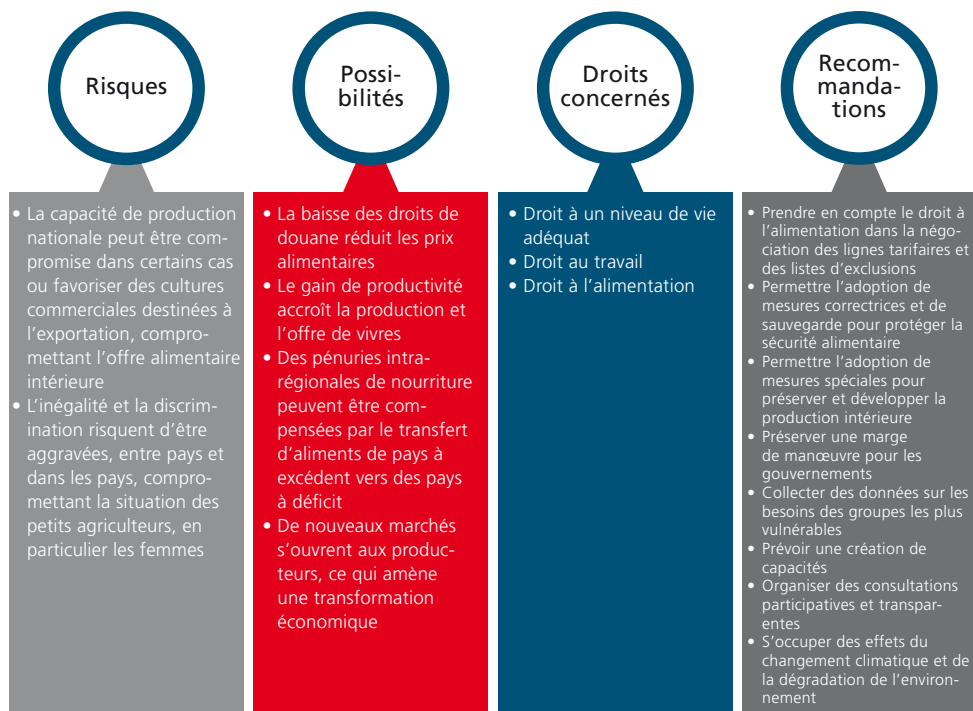 Risques
• La capacité de production
nationale peut être com-
promise dans certains cas
ou favoriser des cultures
commerciales destinées à
l’exportation, compro-
mettant l’offre alimentaire
intérieure
• L’inégalité et la discrim-
ination risquent d’être
aggravées, entre pays et
dans les pays, compro-
mettant la situation des
petits agriculteurs, en
particulier les femmes
Possi-
bilités
• La baisse des droits de
douane réduit les prix
alimentaires
• Le gain de productivité
accroît la production et
l’offre de vivres
• Des pénuries intra-
régionales de nourriture
peuvent être com-
pensées par le transfert
d’aliments de pays à
excédent vers des pays
à déficit
• De nouveaux marchés
s’ouvrent aux produc-
teurs, ce qui amène
une transformation
économique
Droits
concernés
• Droit à un niveau de vie
adéquat
• Droit au travail
• Droit à l’alimentation
Recom-
manda-
tions
• Prendre en compte le droit à
l’alimentation dans la négo-
ciation des lignes tarifaires et
des listes d’exclusions
• Permettre l’adoption de
mesures correctrices et de
sauvegarde pour protéger la
sécurité alimentaire
• Permettre l’adoption de
mesures spéciales pour
préserver et développer la
production intérieure
• Préserver une marge
de manœuvre pour les
gouvernements
• Collecter des données sur les
besoins des groupes les plus
vulnérables
• Prévoir une création de
capacités
• Organiser des consultations
participatives et transpar-
entes
• S’occuper des effets du
changement climatique et de
la dégradation de l’environ-
nement